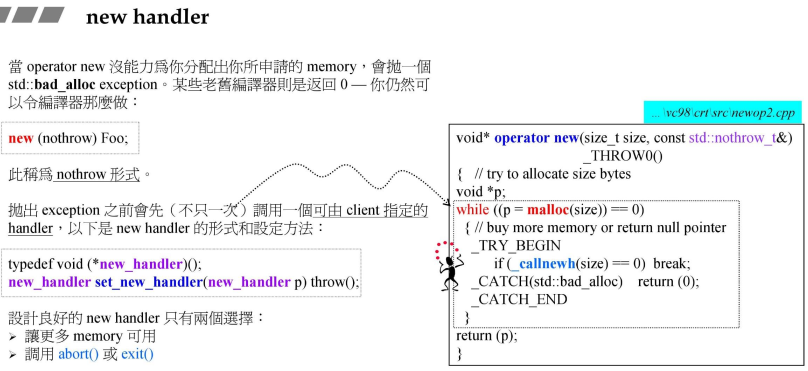 new handler
當 operator new 沒能力為你分配出你所申請的 memory，會拋一個
std::bad_alloc exception。某些老舊編譯器則是返回 0 — 你仍然可
以令編譯器那麼做：
new (nothrow) Foo;
此稱為 nothrow 形式。
拋出 exception 之前會先（不只一次）調用一個可由 client 指定的
handler，以下是 new handler 的形式和設定方法：
typedef void (*new_handler)();
new_handler set_new_handler(new_handler p) throw();
設計良好的 new handler 只有兩個選擇：
➢ 讓更多 memory 可用
➢ 調用 abort() 或 exit()
...\vc98\crt\src\newop2.cpp
void* operator new(size_t size, const std::nothrow_t&)
_THROW0()
{ // try to allocate size bytes
void *p;
while ((p = malloc(size)) == 0)
{ // buy more memory or return null pointer
_TRY_BEGIN
if (_callnewh(size) == 0) break;
_CATCH(std::bad_alloc) return (0);
_CATCH_END
}
return (p);
}